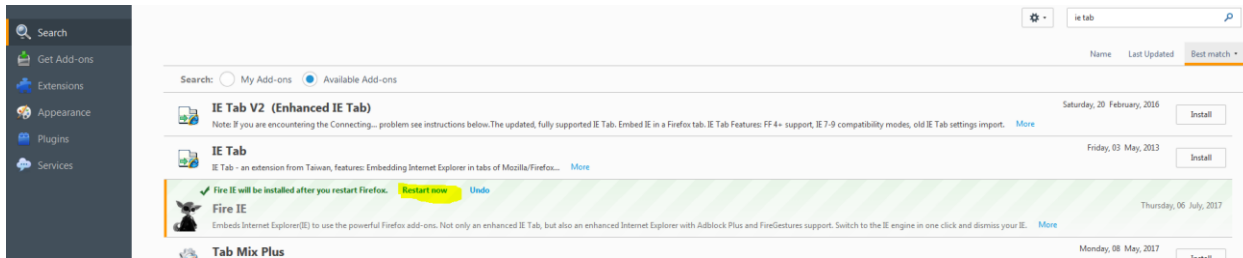 ie tab
Search
Get Add-ons
Extensions
Appearance
Plugins
Services
Name Last Updated Best match
Search: My Add-ons Available Add-ons
IE Tab V2 (Enhanced IE Tab) Saturday, 20 February, 2016
Install
Note: If you are encountering the Connecting... problem see instructions below.The updated, fully supported IE Tab. Embed IE in a Firefox tab. IE Tab Features: FF 4+ support, IE 7-9 compatibility modes, old IE Tab settings import. More
IE Tab Friday, 03 May, 2013
Install
IE Tab - an extension from Taiwan, features: Embedding Internet Explorer in tabs of Mozilla/Firefox... More
Fire IE will be installed after you restart Firefox. Restart now Undo
Fire IE Thursday, 06 July, 2017
Embeds Internet Explorer(IE) to use the powerful Firefox add-ons. Not only an enhanced IE Tab, but also an enhanced Internet Explorer with Adblock Plus and FireGestures support. Switch to the IE engine in one click and dismiss your IE. More
Tab Mix Plus Monday, 08 May, 2017
Install